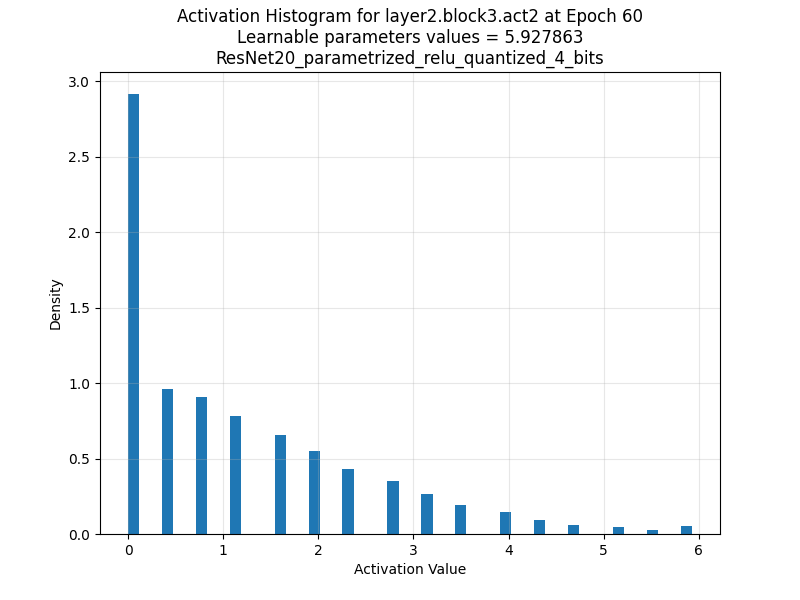 Activation Histogram for layer2.block3.act2 at Epoch 60
Learnable parameters values = 5.927863
ResNet20_parametrized_relu_quantized_4_bits
3.0
2.5
2.0
1.5
1.0
0.5
0.0
Density
0 1 2 3 4 5 6
Activation Value